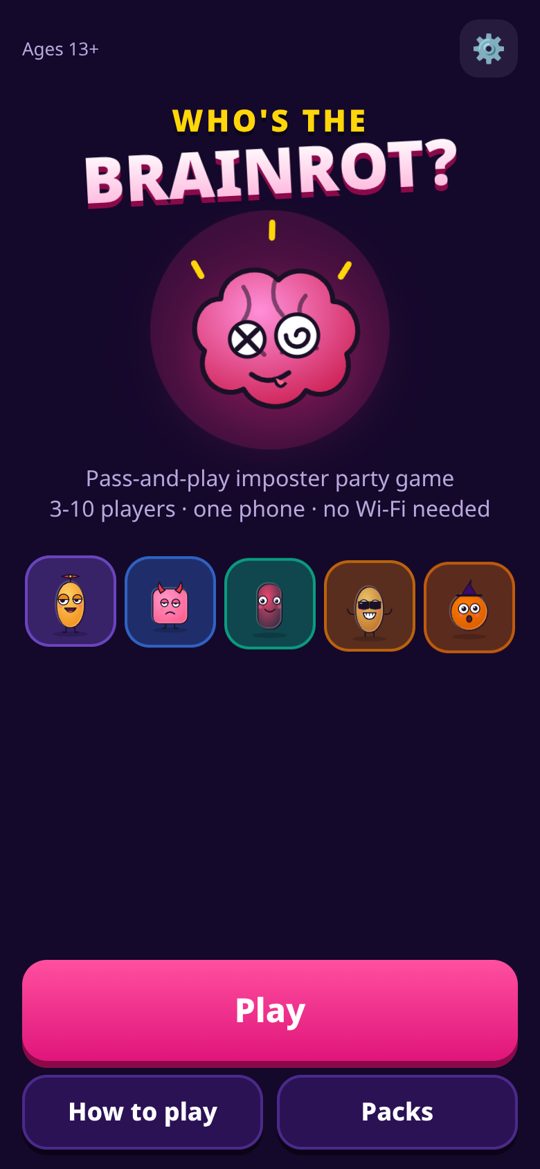 Ages 13+
WHO'S THE
BRAINROT?
Pass-and-play imposter party game
3-10 players · one phone · no Wi-Fi needed
Play
How to play
Packs